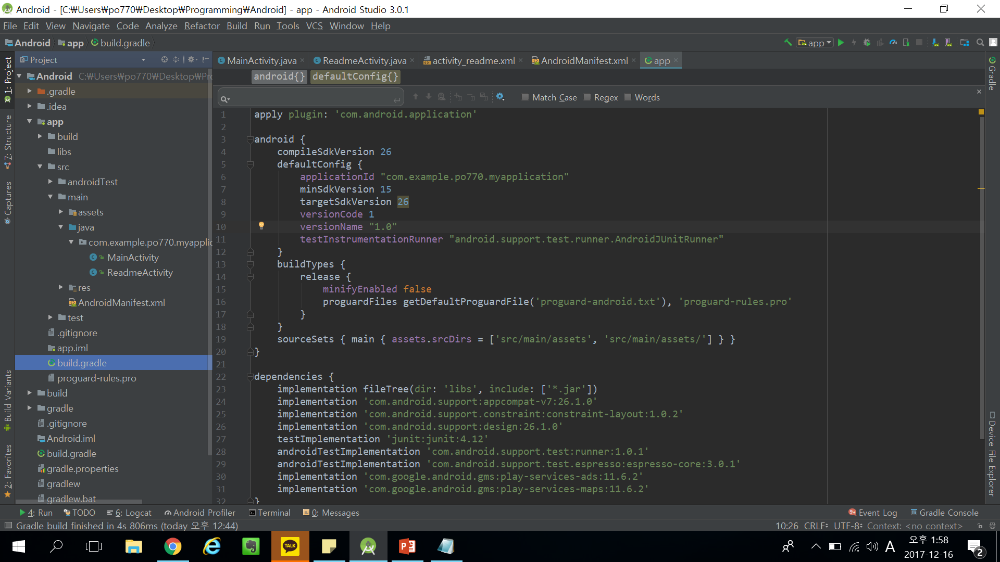 Android - [C:₩Users₩po770₩Desktop₩Programming₩Android] - app - Android Studio 3.0.1
File Edit View Navigate Code Analyze Refactor Build Run Tools VCS Window Help
Android app build.gradle
app
1: Project
7: Structure
Captures
Build Variants
2: Favorites
Project
Android C:₩Users₩po770₩Desktop₩Pr
.gradle
.idea
app
build
libs
src
androidTest
main
assets
java
com.example.po770.myapplic
MainActivity
ReadmeActivity
res
AndroidManifest.xml
test
.gitignore
app.iml
build.gradle
proguard-rules.pro
build
gradle
.gitignore
Android.iml
build.gradle
gradle.properties
gradlew
gradlew.bat
MainActivity.java ReadmeActivity.java activity_readme.xml AndroidManifest.xml app
android{} defaultConfig{}
Match Case Regex Words
1 apply plugin: 'com.android.application'
2
3 android {
4 compileSdkVersion 26
5 defaultConfig {
6 applicationId "com.example.po770.myapplication"
7 minSdkVersion 15
8 targetSdkVersion 26
9 versionCode 1
10 versionName "1.0"
11 testInstrumentationRunner "android.support.test.runner.AndroidJUnitRunner"
12 }
13 buildTypes {
14 release {
15 minifyEnabled false
16 proguardFiles getDefaultProguardFile('proguard-android.txt'), 'proguard-rules.pro'
17 }
18 }
19 sourceSets { main { assets.srcDirs = ['src/main/assets', 'src/main/assets/'] } }
20 }
21
22 dependencies {
23 implementation fileTree(dir: 'libs', include: ['*.jar'])
24 implementation 'com.android.support:appcompat-v7:26.1.0'
25 implementation 'com.android.support.constraint:constraint-layout:1.0.2'
26 implementation 'com.android.support:design:26.1.0'
27 testImplementation 'junit:junit:4.12'
28 androidTestImplementation 'com.android.support.test:runner:1.0.1'
29 androidTestImplementation 'com.android.support.test.espresso:espresso-core:3.0.1'
30 implementation 'com.google.android.gms:play-services-ads:11.6.2'
31 implementation 'com.google.android.gms:play-services-maps:11.6.2'
32 }
Gradle
Device File Explorer
4: Run TODO 6: Logcat Android Profiler Terminal 0: Messages 9+ Event Log Gradle Console
Gradle build finished in 4s 806ms (today 오후 12:44) 10:26 CRLF UTF-8 Context: <no context>
TALK
A
오후 1:58
2017-12-16
2